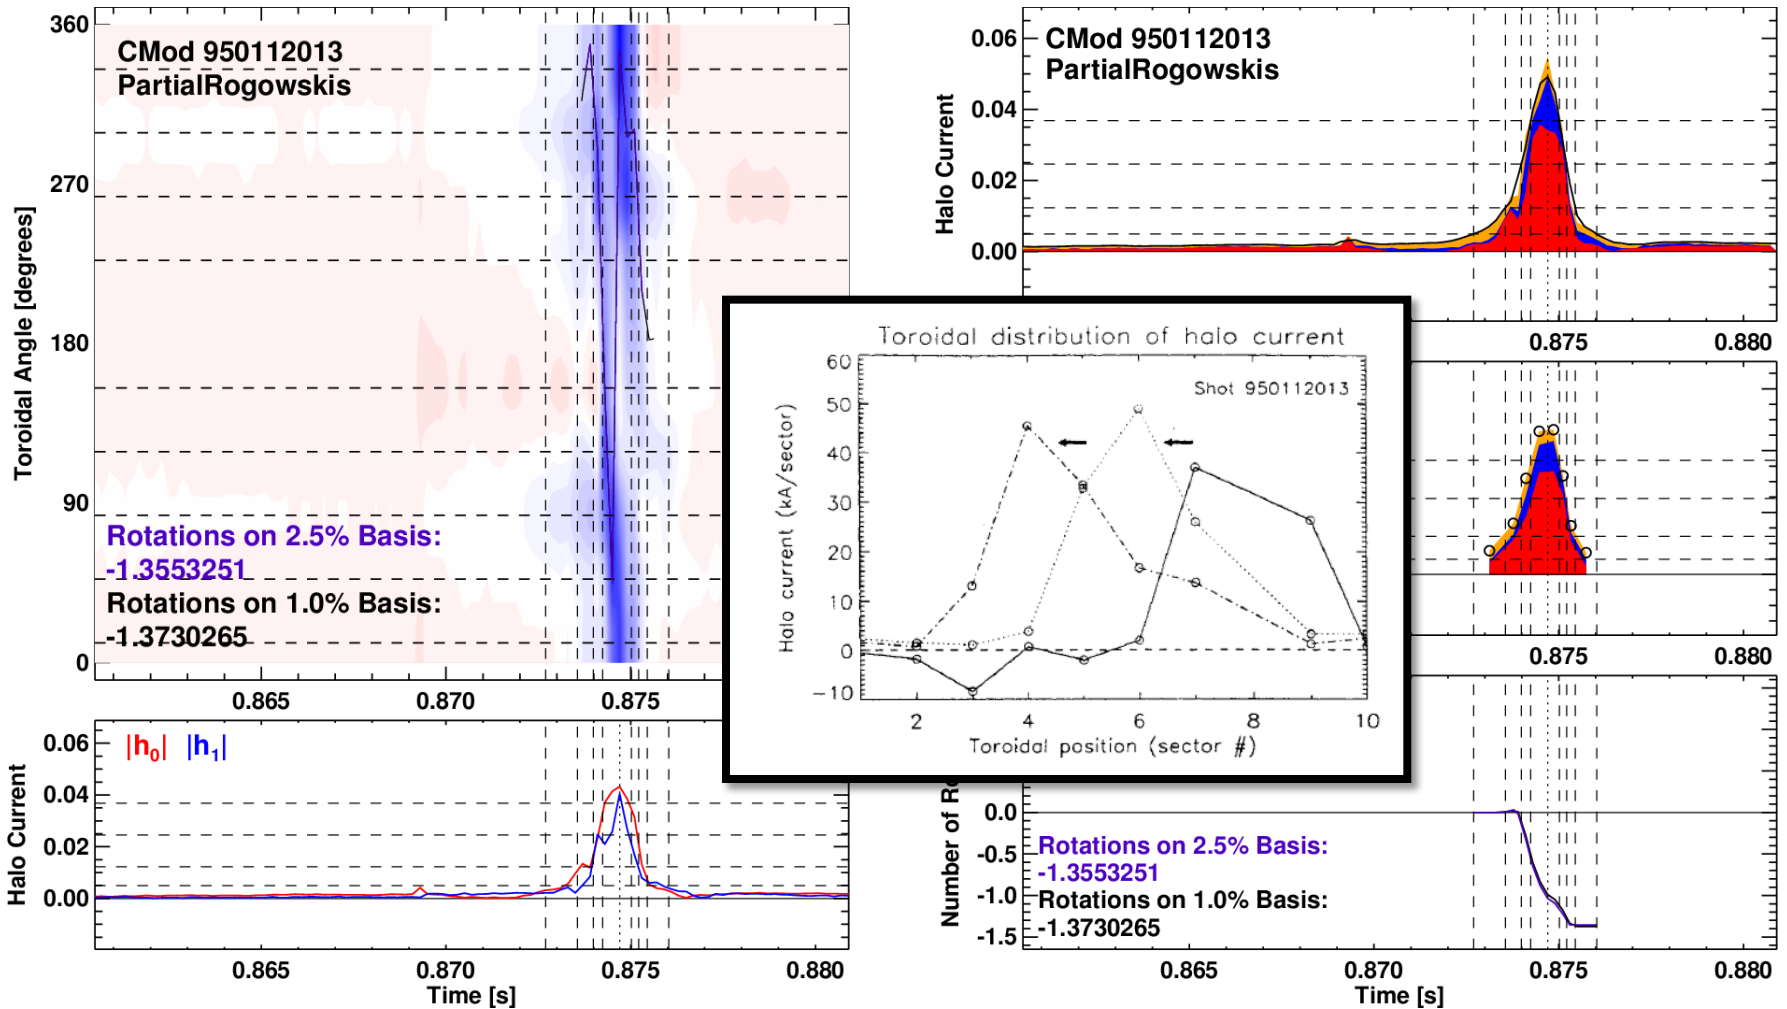 CMod 950112013
PartialRogowskis
360
270
180
90
0
Toroidal Angle [degrees]
Rotations on 2.5% Basis:
-1.3553251
Rotations on 1.0% Basis:
-1.3730265
0.865 0.870 0.875
|h0| |h1|
0.06
0.04
0.02
0.00
Halo Current
0.865 0.870 0.875 0.880
Time [s]
CMod 950112013
PartialRogowskis
0.06
0.04
0.02
0.00
Halo Current
0.875 0.880
0.875 0.880
Toroidal distribution of halo current
Shot 950112013
60
50
40
30
20
10
0
-10
Halo current (kA/sector)
2 4 6 8 10
Toroidal position (sector #)
0.0
-0.5
-1.0
-1.5
Number of
Rotations on 2.5% Basis:
-1.3553251
Rotations on 1.0% Basis:
-1.3730265
0.865 0.870 0.875 0.880
Time [s]